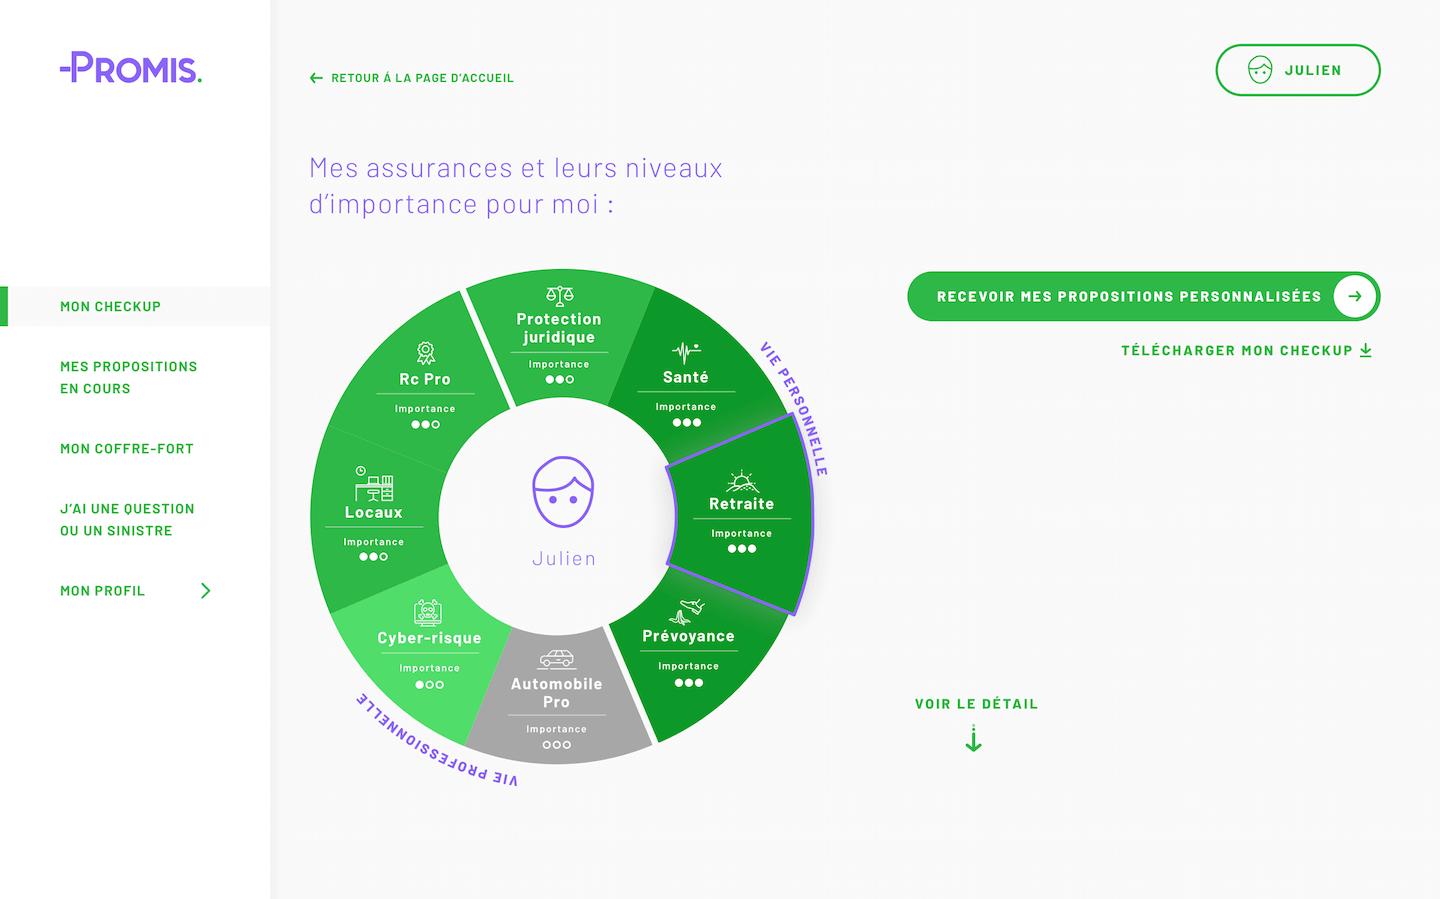 PROMIS.
RETOUR Á LA PAGE D’ACCUEIL
JULIEN
Mes assurances et leurs niveaux
d’importance pour moi :
MON CHECKUP
MES PROPOSITIONS
EN COURS
MON COFFRE-FORT
J’AI UNE QUESTION
OU UN SINISTRE
MON PROFIL
Protection
juridique
Importance
Santé
Importance
VIE PERSONNELLE
Retraite
Importance
Prévoyance
Importance
Automobile
Pro
Importance
Cyber-risque
Importance
VIE PROFESSIONNELLE
Locaux
Importance
Rc Pro
Importance
Julien
RECEVOIR MES PROPOSITIONS PERSONNALISÉES
TÉLÉCHARGER MON CHECKUP
VOIR LE DÉTAIL